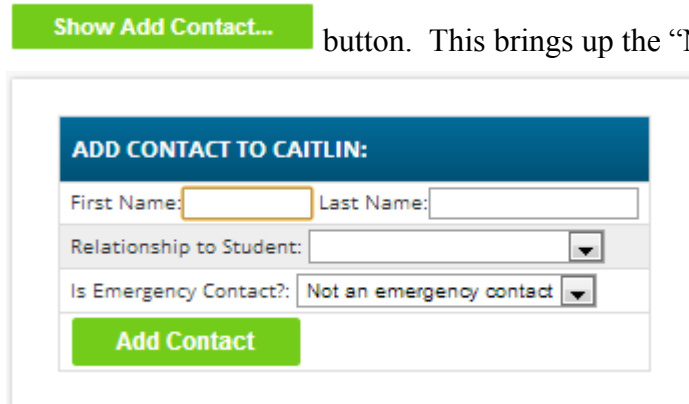 Show Add Contact... button. This brings up the “
ADD CONTACT TO CAITLIN:
First Name: Last Name:
Relationship to Student:
Is Emergency Contact?: Not an emergency contact
Add Contact